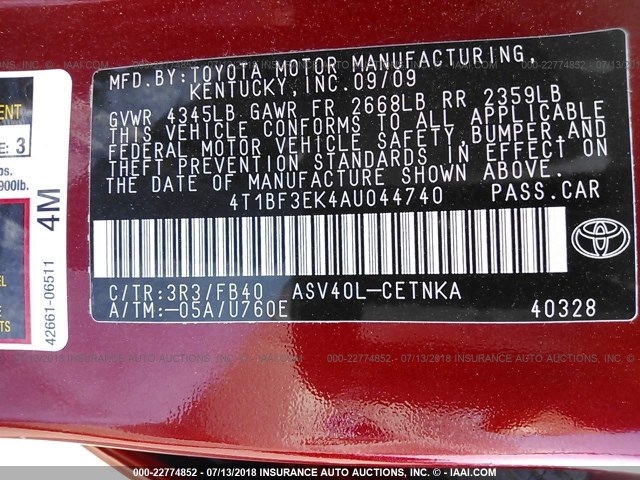 MFD.BY:TOYOTA MOTOR MANUFACTURING,
KENTUCKY,INC.09/09
GVWR 4345LB GAWR FR 2668LB RR 2359LB
THIS VEHICLE CONFORMS TO ALL APPLICABLE
FEDERAL MOTOR VEHICLE SAFETY,BUMPER,AND
THEFT PREVENTION STANDARDS IN EFFECT ON
THE DATE OF MANUFACTURE SHOWN ABOVE.
4T1BF3EK4AU044740 PASS.CAR
C/TR:3R3/FB40 ASV40L-CETNKA
A/TM:-05A/U760E 40328
E: 3
900lb.
4M
42661-06511
000-22774852 - 07/13/2018 INSURANCE AUTO AUCTIONS, INC. - © IAAI.COM